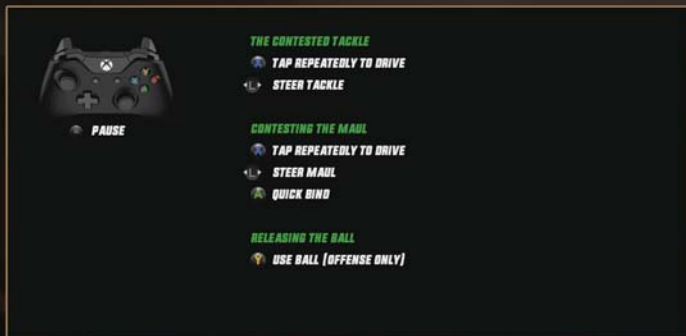 THE CONTESTED TACKLE
TAP REPEATEDLY TO DRIVE
L STEER TACKLE
PAUSE
CONTESTING THE MAUL
TAP REPEATEDLY TO DRIVE
L STEER MAUL
A QUICK BIND
RELEASING THE BALL
Y USE BALL (OFFENSE ONLY)